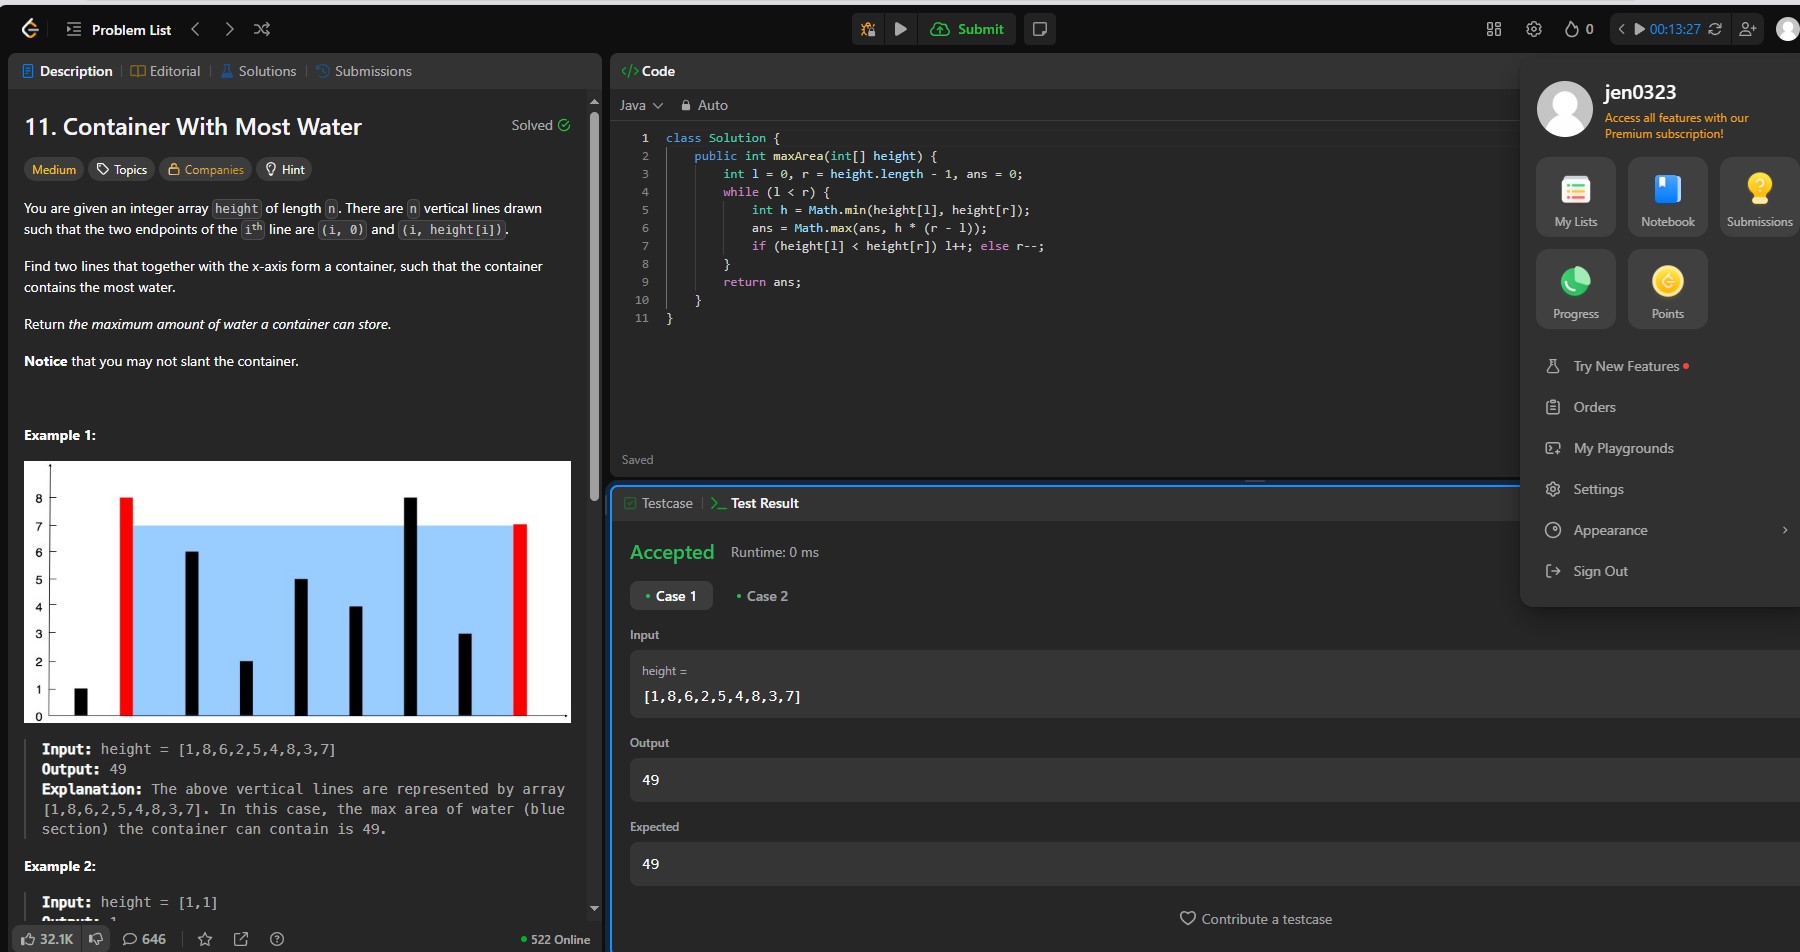 Problem List
Submit
0
00:13:27
Description
Editorial
Solutions
Submissions
11. Container With Most Water
Solved
Medium
Topics
Companies
Hint
You are given an integer array height of length n. There are n vertical lines drawn
such that the two endpoints of the ith line are (i, 0) and (i, height[i]).
Find two lines that together with the x-axis form a container, such that the container
contains the most water.
Return the maximum amount of water a container can store.
Notice that you may not slant the container.
Example 1:
8
7
6
5
4
3
2
1
0
Input: height = [1,8,6,2,5,4,8,3,7]
Output: 49
Explanation: The above vertical lines are represented by array
[1,8,6,2,5,4,8,3,7]. In this case, the max area of water (blue
section) the container can contain is 49.
Example 2:
Input: height = [1,1]
Output: 1
32.1K
646
522 Online
</> Code
Java
Auto
1 class Solution {
2 public int maxArea(int[] height) {
3 int l = 0, r = height.length - 1, ans = 0;
4 while (l < r) {
5 int h = Math.min(height[l], height[r]);
6 ans = Math.max(ans, h * (r - l));
7 if (height[l] < height[r]) l++; else r--;
8 }
9 return ans;
10 }
11 }
Saved
Testcase
>_ Test Result
Accepted
Runtime: 0 ms
Case 1
Case 2
Input
height =
[1,8,6,2,5,4,8,3,7]
Output
49
Expected
49
Contribute a testcase
jen0323
Access all features with our
Premium subscription!
My Lists
Notebook
Submissions
Progress
Points
Try New Features
Orders
My Playgrounds
Settings
Appearance
Sign Out